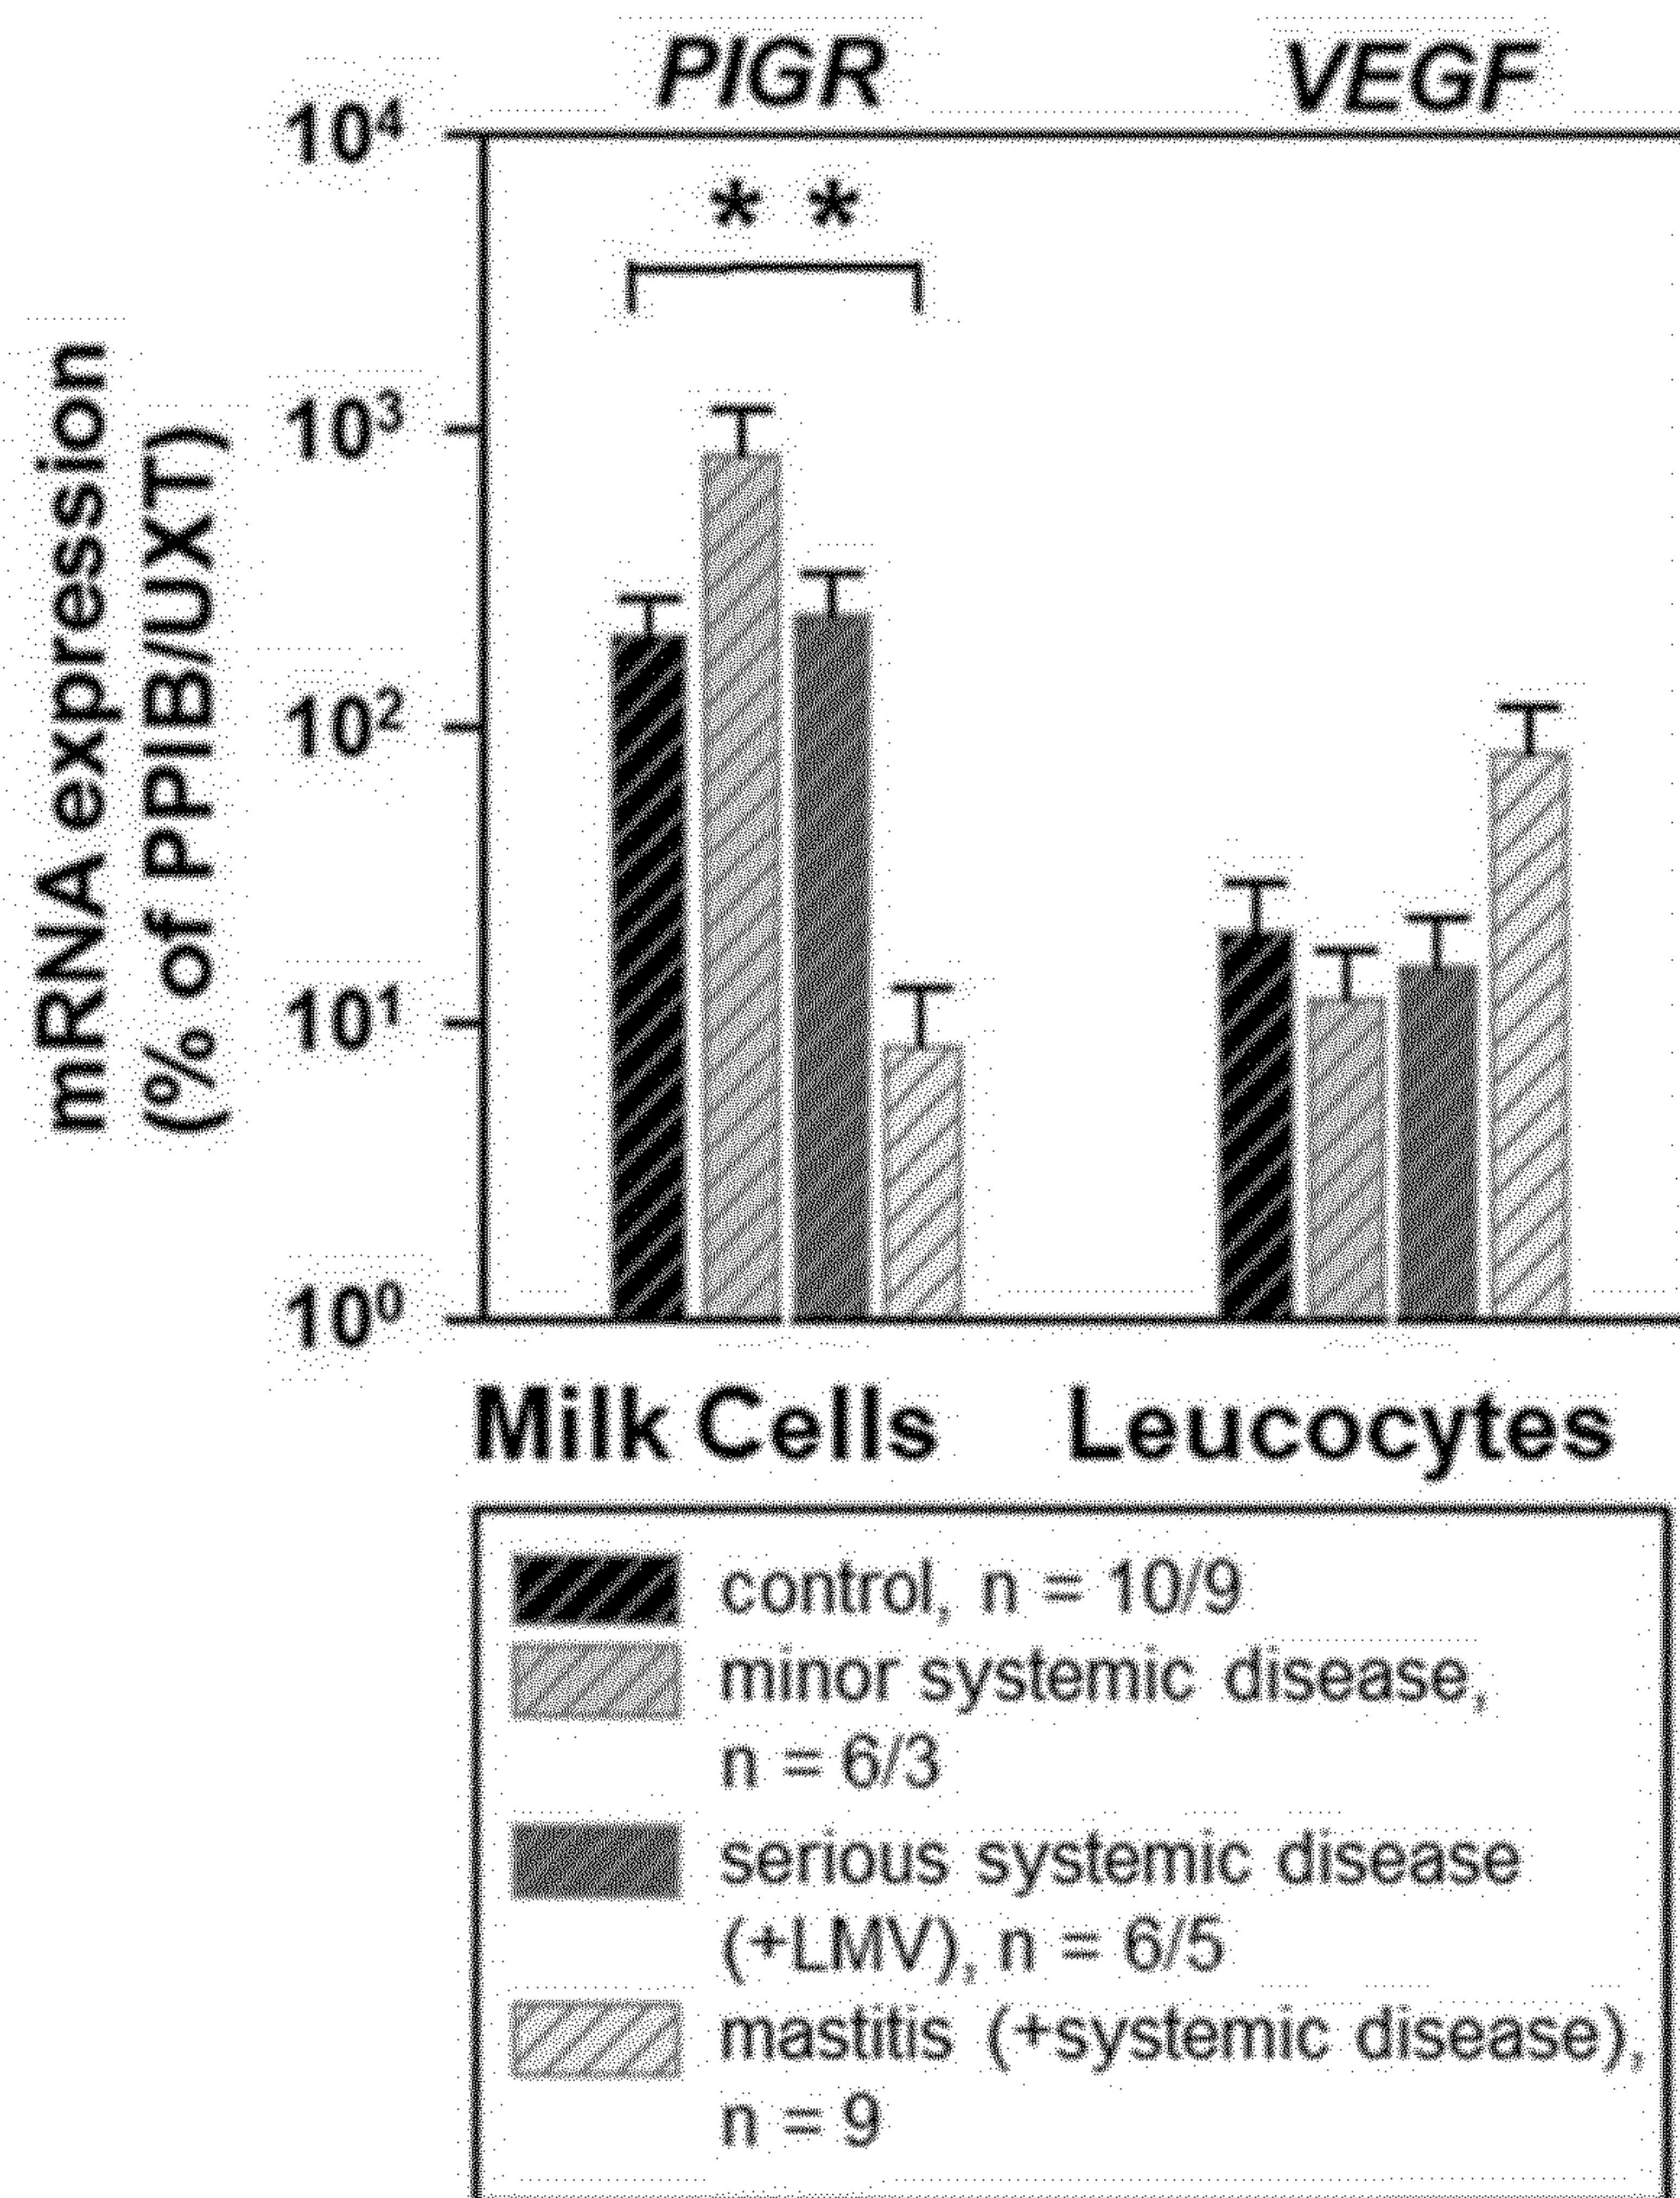 PIGR VEGF
10⁴
* *
10³
10²
10¹
10⁰
mRNA expression
(% of PPIB/UXT)
Milk Cells Leucocytes
control, n = 10/9
minor systemic disease,
n = 6/3
serious systemic disease
(+LMV), n = 6/5
mastitis (+systemic disease),
n = 9